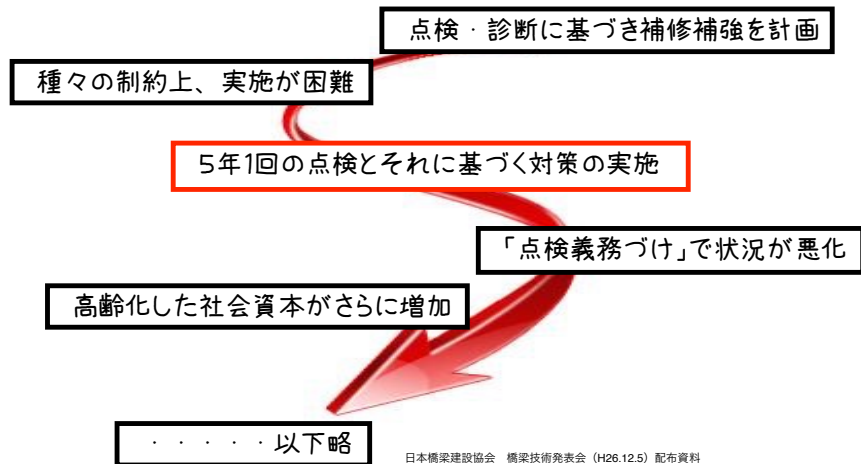 点検・診断に基づき補修補強を計画
種々の制約上、実施が困難
5年1回の点検とそれに基づく対策の実施
「点検義務づけ」で状況が悪化
高齢化した社会資本がさらに増加
・・・・・以下略
日本橋梁建設協会 橋梁技術発表会(H26.12.5)配布資料